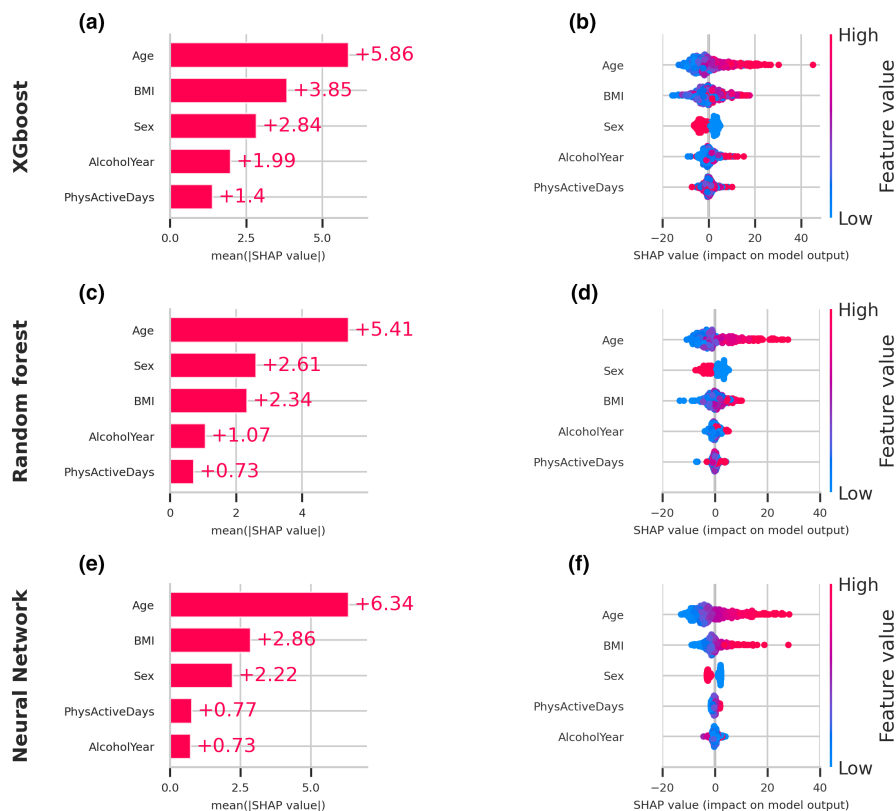 XGboost
(a)
Age
+5.86
BMI
+3.85
Sex
+2.84
AlcoholYear
+1.99
PhysActiveDays
+1.4
0.0 2.5 5.0
mean(|SHAP value|)
(b)
High
Age
BMI
Sex
AlcoholYear
PhysActiveDays
Low
Feature value
−20 0 20 40
SHAP value (impact on model output)
Random forest
(c)
Age
+5.41
Sex
+2.61
BMI
+2.34
AlcoholYear
+1.07
PhysActiveDays
+0.73
0 2 4
mean(|SHAP value|)
(d)
High
Age
Sex
BMI
AlcoholYear
PhysActiveDays
Low
Feature value
−20 0 20 40
SHAP value (impact on model output)
Neural Network
(e)
Age
+6.34
BMI
+2.86
Sex
+2.22
PhysActiveDays
+0.77
AlcoholYear
+0.73
0.0 2.5 5.0
mean(|SHAP value|)
(f)
High
Age
BMI
Sex
PhysActiveDays
AlcoholYear
Low
Feature value
−20 0 20 40
SHAP value (impact on model output)